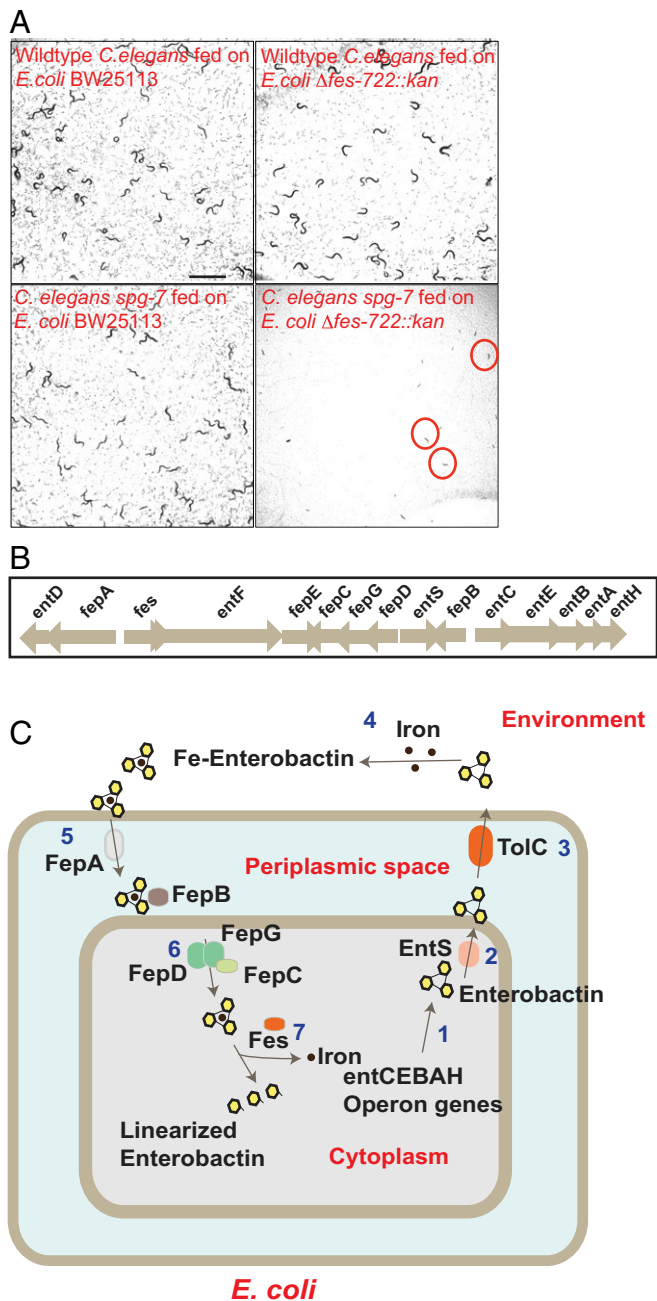 A
Wildtype C.elegans fed on
E.coli BW25113
Wildtype C.elegans fed on
E.coli Δfes-722::kan
C. elegans spg-7 fed on
E. coli BW25113
C. elegans spg-7 fed on
E. coli Δfes-722::kan
B
entD
fepA
fes
entF
fepE
fepC
fepG
fepD
entS
fepB
entC
entE
entB
entA
entH
C
4
Iron
Environment
Fe-Enterobactin
5
FepA
TolC
3
Periplasmic space
FepB
FepG
6
FepD
FepC
EntS
2
Enterobactin
Fes
7
Iron
1
entCEBAH
Operon genes
Linearized
Enterobactin
Cytoplasm
E. coli